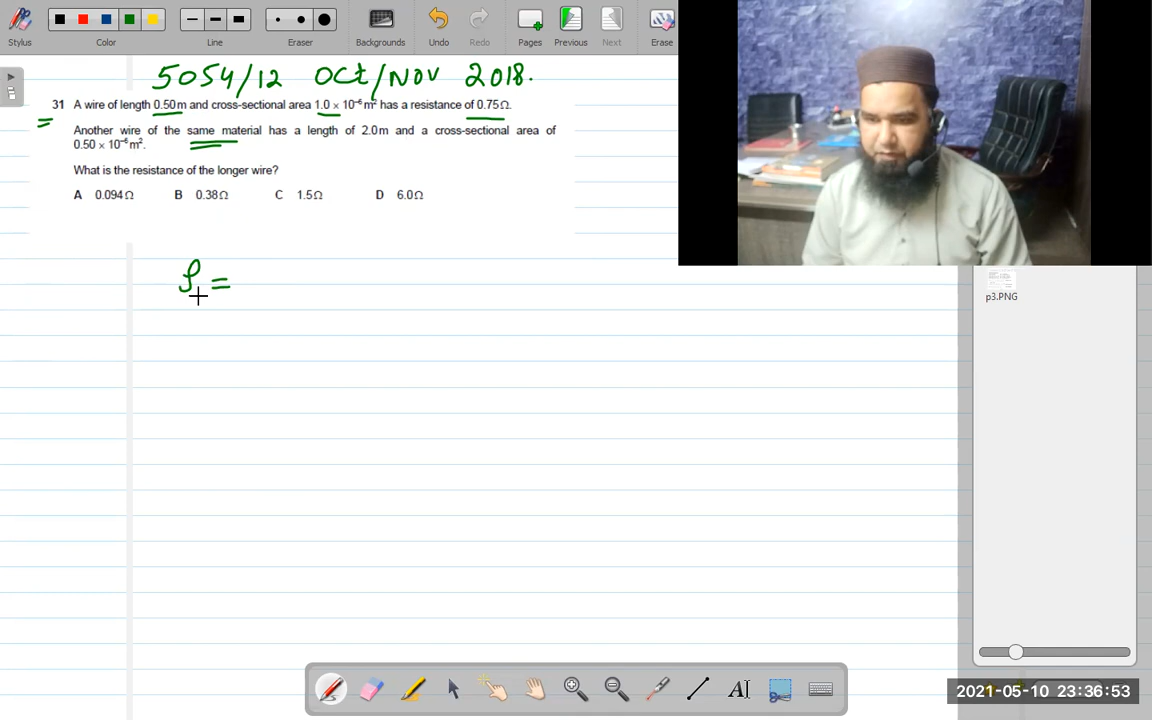 Stylus
Color
Line
Eraser
Backgrounds
Undo
Redo
Pages
Previous
Next
Erase
5054/12 Oct/Nov 2018.
31 A wire of length 0.50 m and cross-sectional area 1.0 × 10⁻⁶ m² has a resistance of 0.75 Ω.
Another wire of the same material has a length of 2.0 m and a cross-sectional area of
0.50 × 10⁻⁶ m².
What is the resistance of the longer wire?
A 0.094 Ω B 0.38 Ω C 1.5 Ω D 6.0 Ω
ρ =
p3.PNG
2021-05-10 23:36:53